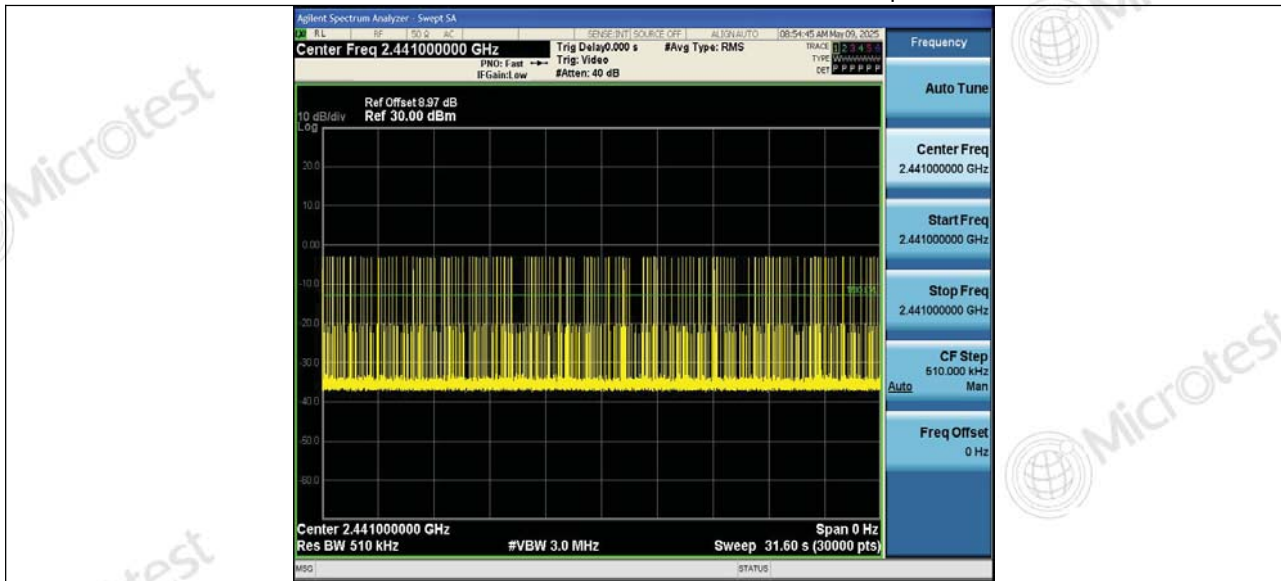 Agilent Spectrum Analyzer - Swept SA
RL RF 50 Ω AC SENSE:INT SOURCE OFF ALIGN AUTO 08:54:45 AM May 09, 2025
Center Freq 2.441000000 GHz
Trig Delay0.000 s #Avg Type: RMS
TRACE 1 2 3 4 5 6
PNO: Fast
Trig: Video
TYPE
IFGain:Low
#Atten: 40 dB
DET P P P P P P
Ref Offset 8.97 dB
10 dB/div Ref 30.00 dBm
Log
20.0
10.0
0.00
-10.0
-20.0
-30.0
-40.0
-50.0
-60.0
Center 2.441000000 GHz
Span 0 Hz
Res BW 510 kHz #VBW 3.0 MHz Sweep 31.60 s (30000 pts)
MSG STATUS
Frequency
Auto Tune
Center Freq
2.441000000 GHz
Start Freq
2.441000000 GHz
Stop Freq
2.441000000 GHz
CF Step
510.000 kHz
Auto Man
Freq Offset
0 Hz
Microtest
Microtest